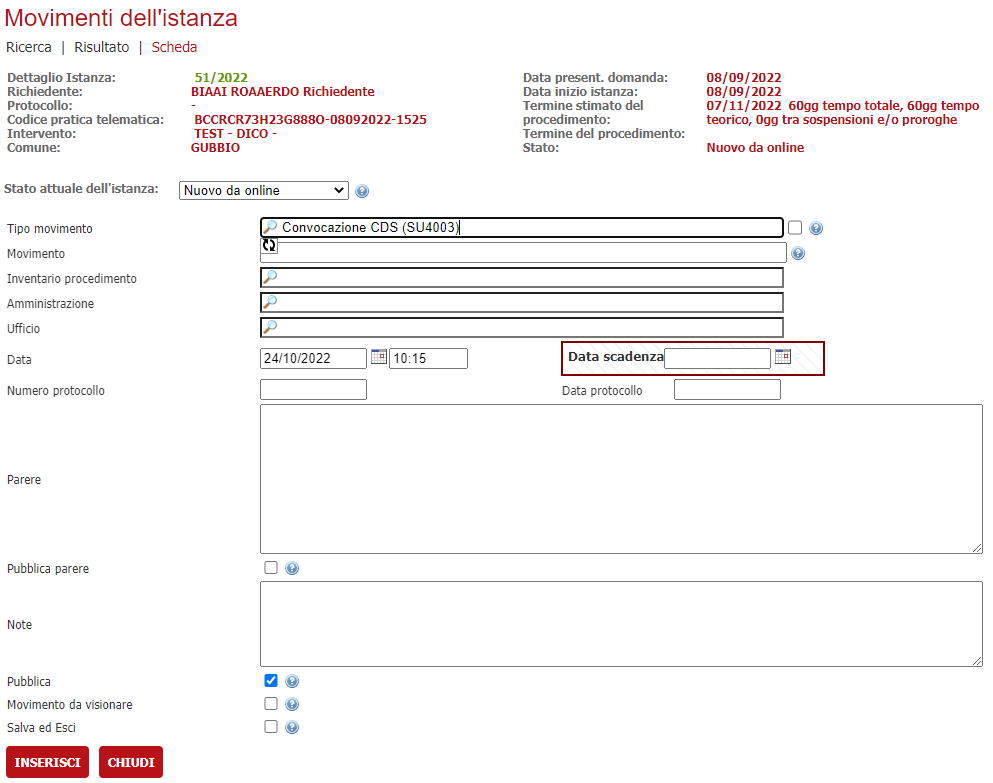 Movimenti dell'istanza
Ricerca | Risultato | Scheda
Dettaglio Istanza: 51/2022
Richiedente: BIAAI ROAAERDO Richiedente
Protocollo: -
Codice pratica telematica: BCCRCR73H23G888O-08092022-1525
Intervento: TEST - DICO -
Comune: GUBBIO
Data present. domanda: 08/09/2022
Data inizio istanza: 08/09/2022
Termine stimato del procedimento: 07/11/2022 60gg tempo totale, 60gg tempo
teorico, 0gg tra sospensioni e/o proroghe
Termine del procedimento:
Stato: Nuovo da online
Stato attuale dell'istanza: Nuovo da online
Tipo movimento Convocazione CDS (SU4003)
Movimento
Inventario procedimento
Amministrazione
Ufficio
Data 24/10/2022 10:15 Data scadenza
Numero protocollo Data protocollo
Parere
Pubblica parere
Note
Pubblica
Movimento da visionare
Salva ed Esci
INSERISCI CHIUDI